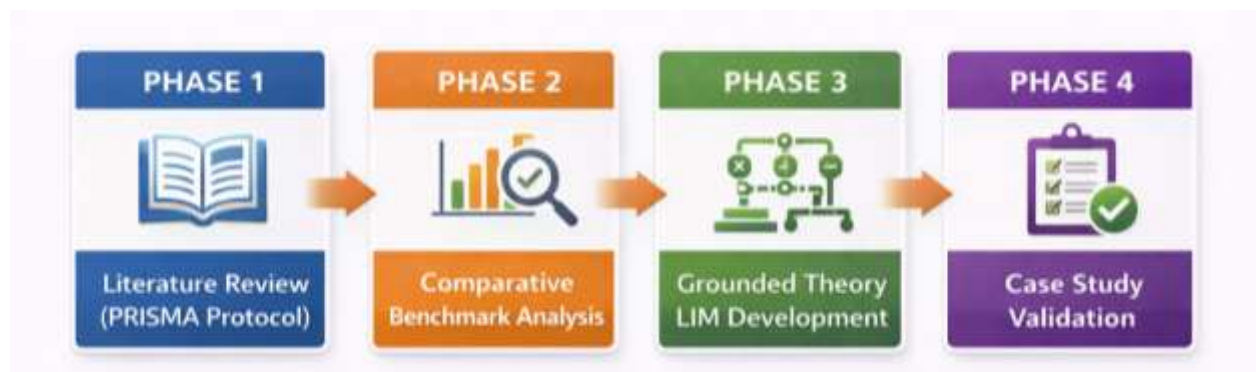 PHASE 1
PHASE 2
PHASE 3
PHASE 4
Literature Review
(PRISMA Protocol)
Comparative
Benchmark Analysis
Grounded Theory
LIM Development
Case Study
Validation